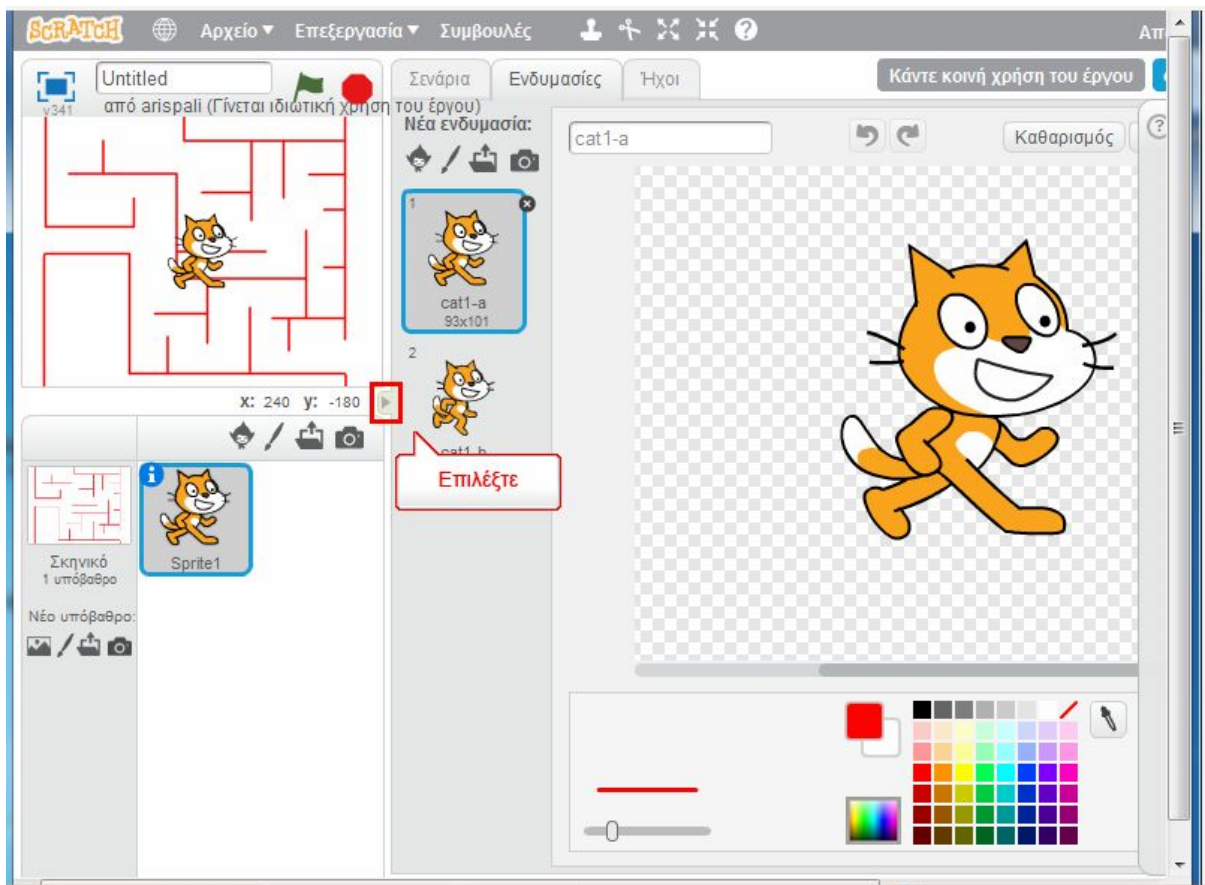 SCRATCH Αρχείο Επεξεργασία Συμβουλές
Untitled
v341 από arispali (Γίνεται ιδιωτική χρήση του έργου)
Σενάρια Ενδυμασίες Ήχοι Κάντε κοινή χρήση του έργου
Νέα ενδυμασία:
cat1-a Καθαρισμός
1
cat1-a
93x101
2
cat1-b
x: 240 y: -180
Επιλέξτε
Sprite1
Σκηνικό
1 υπόβαθρο
Νέο υπόβαθρο: